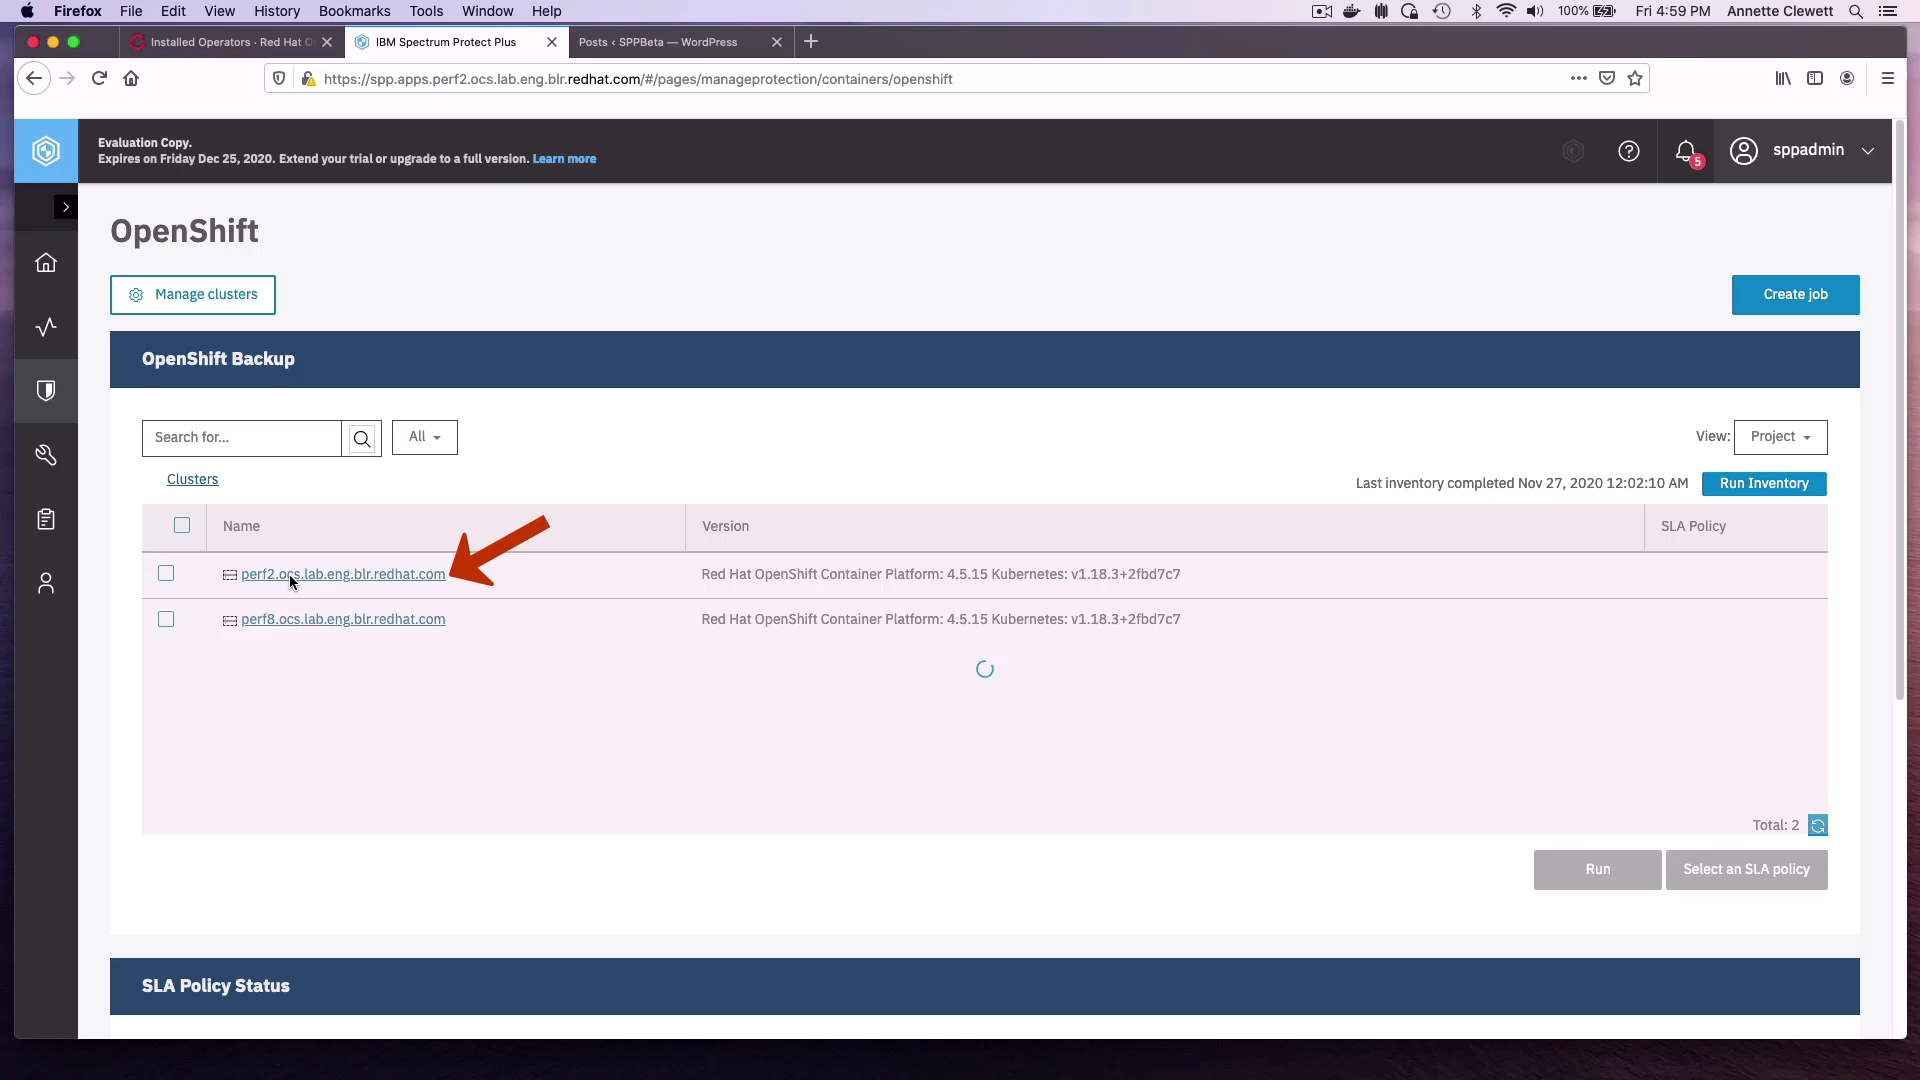 Firefox File Edit View History Bookmarks Tools Window Help 100% Fri 4:59 PM Annette Clewett
Installed Operators · Red Hat O
IBM Spectrum Protect Plus
Posts ‹ SPPBeta — WordPress
https://spp.apps.perf2.ocs.lab.eng.blr.redhat.com/#/pages/manageprotection/containers/openshift
Evaluation Copy.
Expires on Friday Dec 25, 2020. Extend your trial or upgrade to a full version. Learn more
5
sppadmin
OpenShift
Manage clusters
Create job
OpenShift Backup
Search for...
All
View: Project
Clusters
Last inventory completed Nov 27, 2020 12:02:10 AM
Run Inventory
Name Version SLA Policy
perf2.ocs.lab.eng.blr.redhat.com Red Hat OpenShift Container Platform: 4.5.15 Kubernetes: v1.18.3+2fbd7c7
perf8.ocs.lab.eng.blr.redhat.com Red Hat OpenShift Container Platform: 4.5.15 Kubernetes: v1.18.3+2fbd7c7
Total: 2
Run
Select an SLA policy
SLA Policy Status